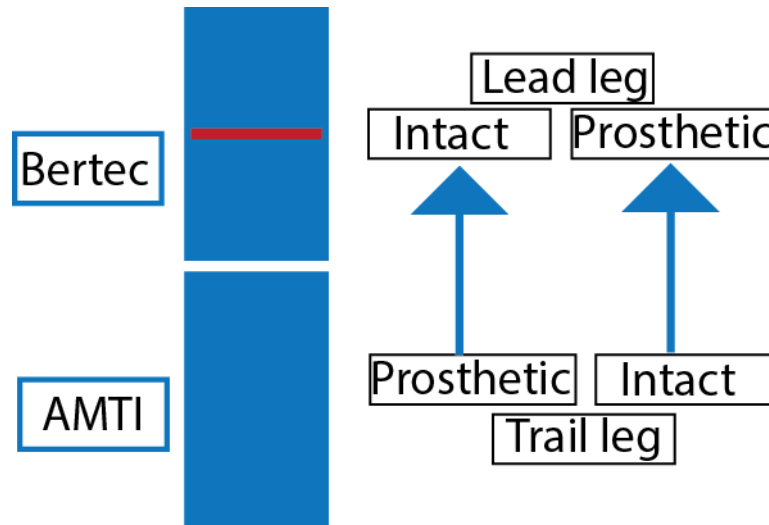 Lead leg
Intact
Prosthetic
Bertec
Prosthetic
Intact
AMTI
Trail leg